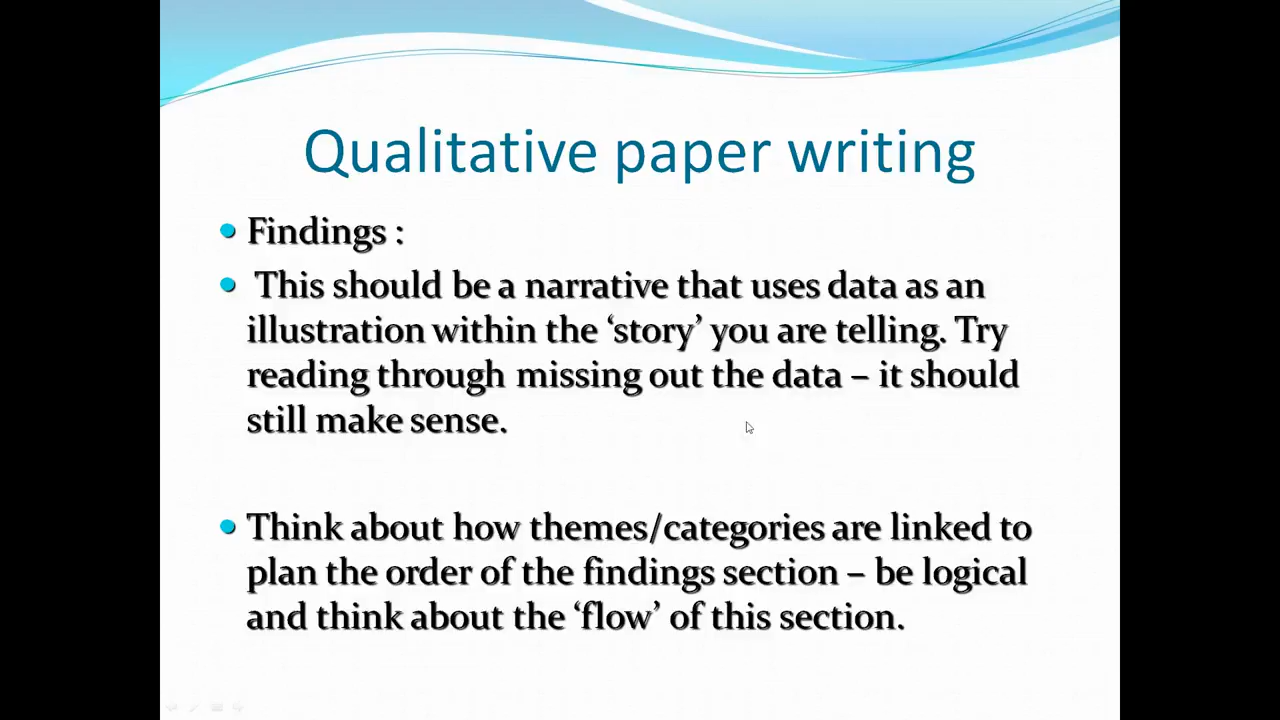 Qualitative paper writing
Findings :
This should be a narrative that uses data as an
illustration within the ‘story’ you are telling. Try
reading through missing out the data – it should
still make sense.
Think about how themes/categories are linked to
plan the order of the findings section – be logical
and think about the ‘flow’ of this section.